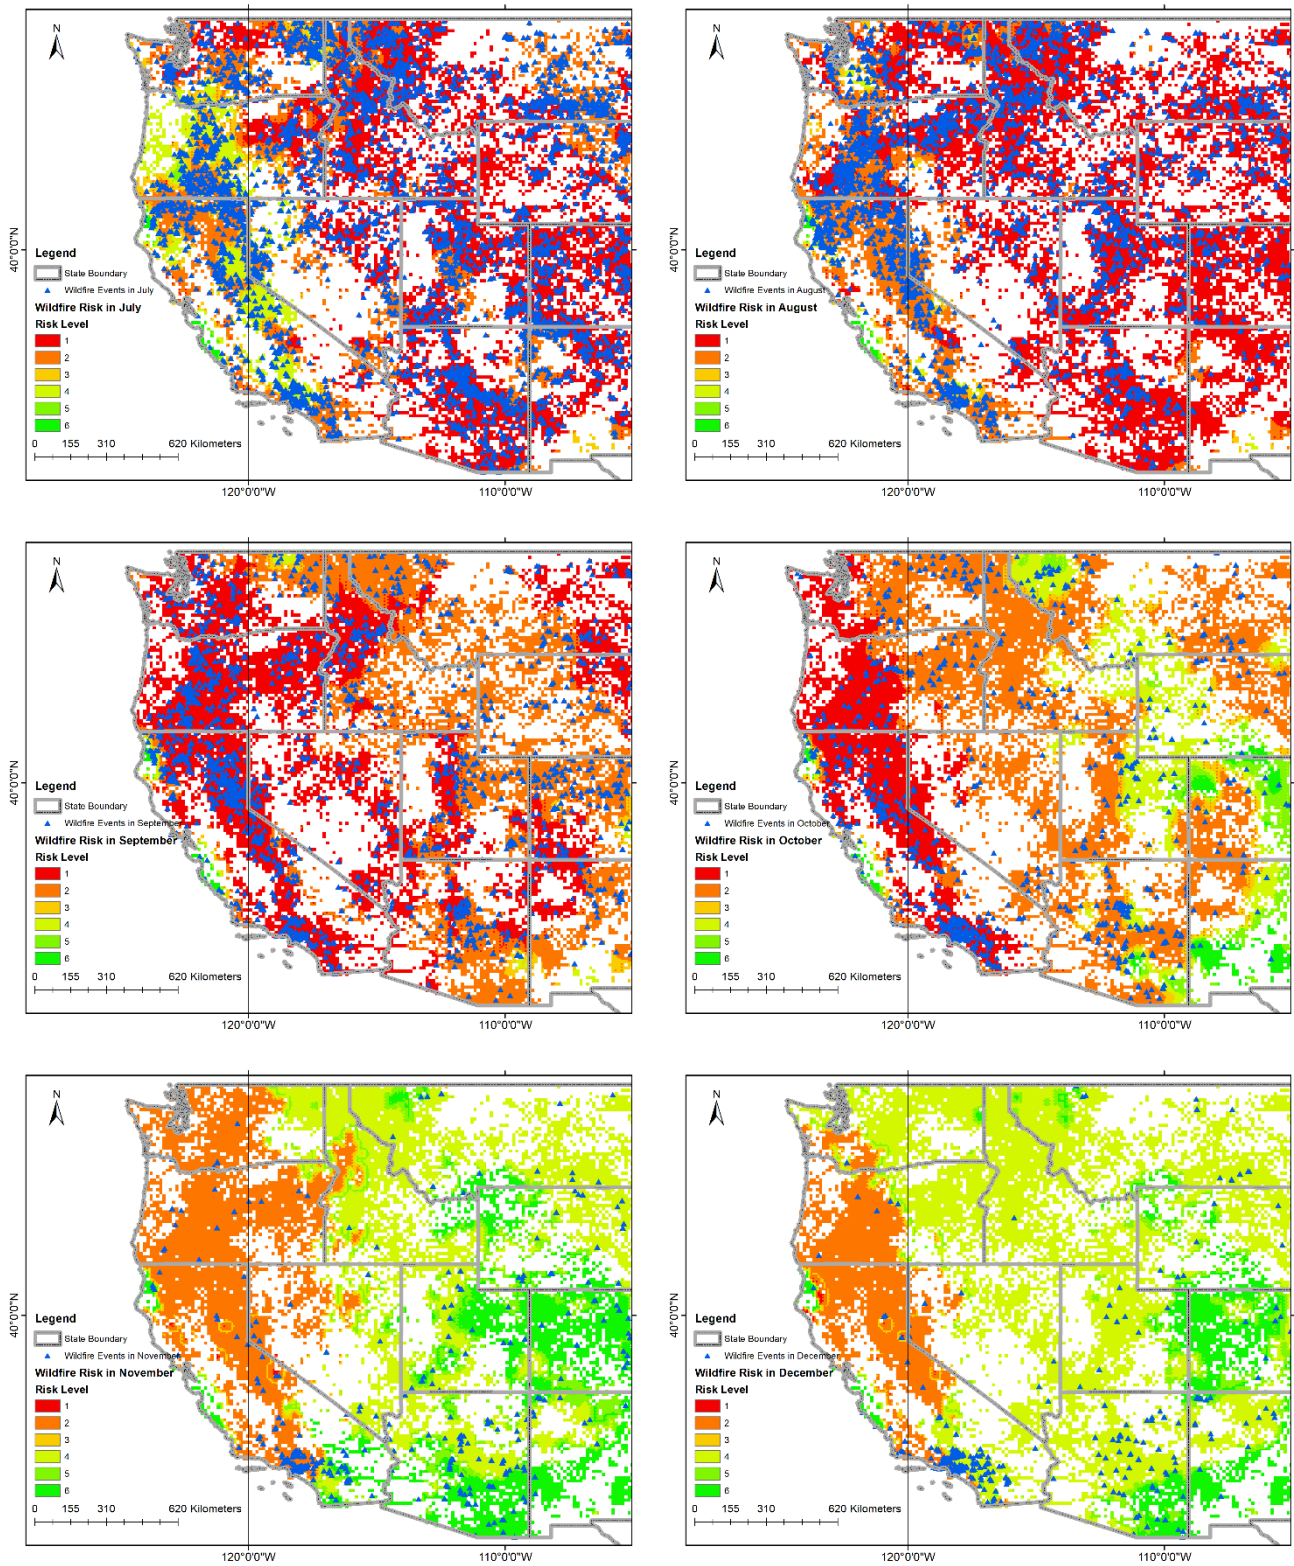 N
40°0'0"N
Legend
State Boundary
Wildfire Events in July
Wildfire Risk in July
Risk Level
1
2
3
4
5
6
0 155 310 620 Kilometers
120°0'0"W 110°0'0"W
N
40°0'0"N
Legend
State Boundary
Wildfire Events in August
Wildfire Risk in August
Risk Level
1
2
3
4
5
6
0 155 310 620 Kilometers
120°0'0"W 110°0'0"W
N
40°0'0"N
Legend
State Boundary
Wildfire Events in September
Wildfire Risk in September
Risk Level
1
2
3
4
5
6
0 155 310 620 Kilometers
120°0'0"W 110°0'0"W
N
40°0'0"N
Legend
State Boundary
Wildfire Events in October
Wildfire Risk in October
Risk Level
1
2
3
4
5
6
0 155 310 620 Kilometers
120°0'0"W 110°0'0"W
N
40°0'0"N
Legend
State Boundary
Wildfire Events in November
Wildfire Risk in November
Risk Level
1
2
3
4
5
6
0 155 310 620 Kilometers
120°0'0"W 110°0'0"W
N
40°0'0"N
Legend
State Boundary
Wildfire Events in December
Wildfire Risk in December
Risk Level
1
2
3
4
5
6
0 155 310 620 Kilometers
120°0'0"W 110°0'0"W